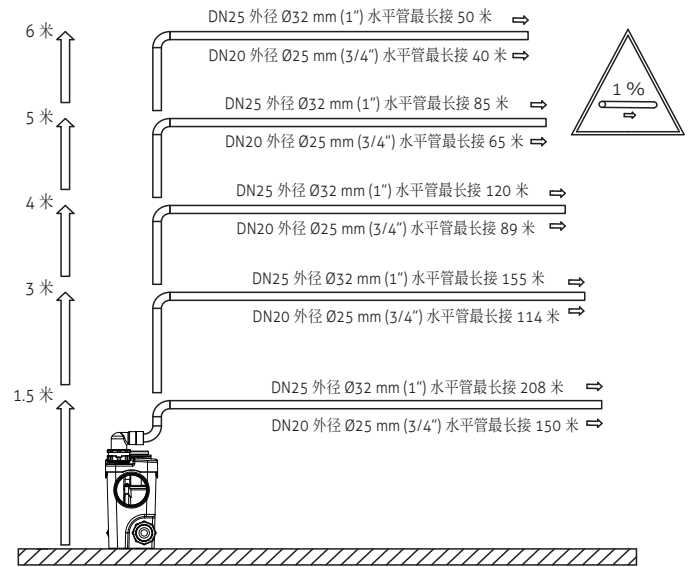 DN25 外径 Ø32 mm (1″) 水平管最长接 50 米
6 米
DN20 外径 Ø25 mm (3/4″) 水平管最长接 40 米
1 %
DN25 外径 Ø32 mm (1″) 水平管最长接 85 米
5 米
DN20 外径 Ø25 mm (3/4″) 水平管最长接 65 米
DN25 外径 Ø32 mm (1″) 水平管最长接 120 米
4 米
DN20 外径 Ø25 mm (3/4″) 水平管最长接 89 米
DN25 外径 Ø32 mm (1″) 水平管最长接 155 米
3 米
DN20 外径 Ø25 mm (3/4″) 水平管最长接 114 米
DN25 外径 Ø32 mm (1″) 水平管最长接 208 米
1.5 米
DN20 外径 Ø25 mm (3/4″) 水平管最长接 150 米